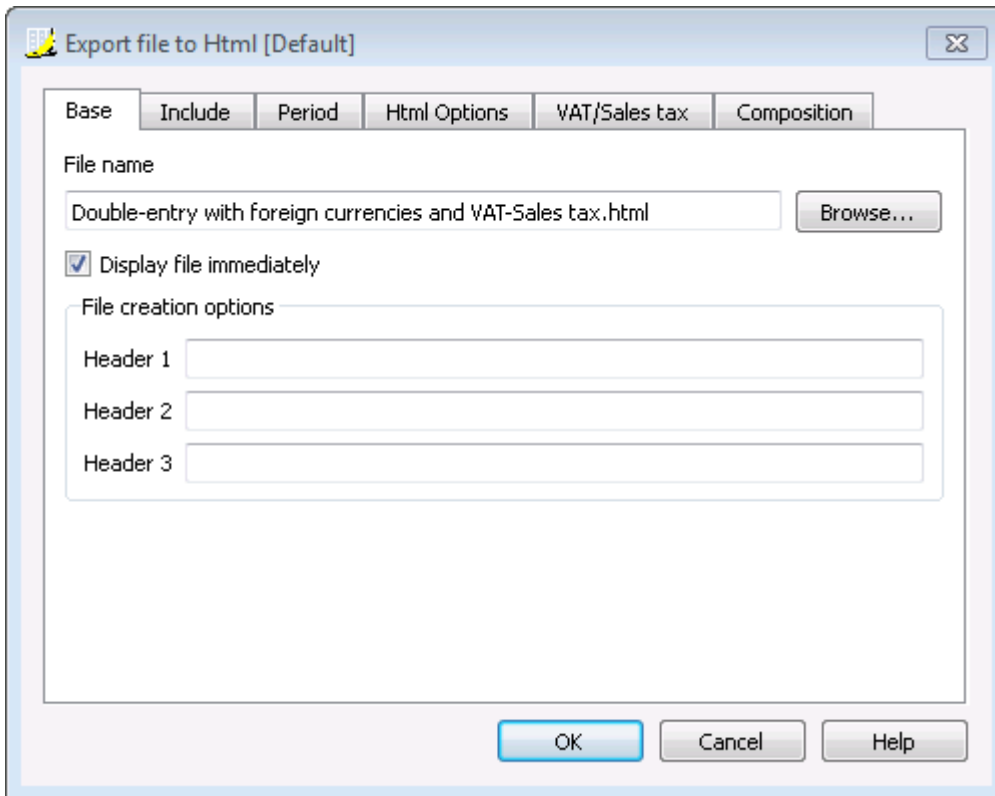 Export file to Html [Default]
Base Include Period Html Options VAT/Sales tax Composition
File name
Double-entry with foreign currencies and VAT-Sales tax.html Browse...
Display file immediately
File creation options
Header 1
Header 2
Header 3
OK Cancel Help